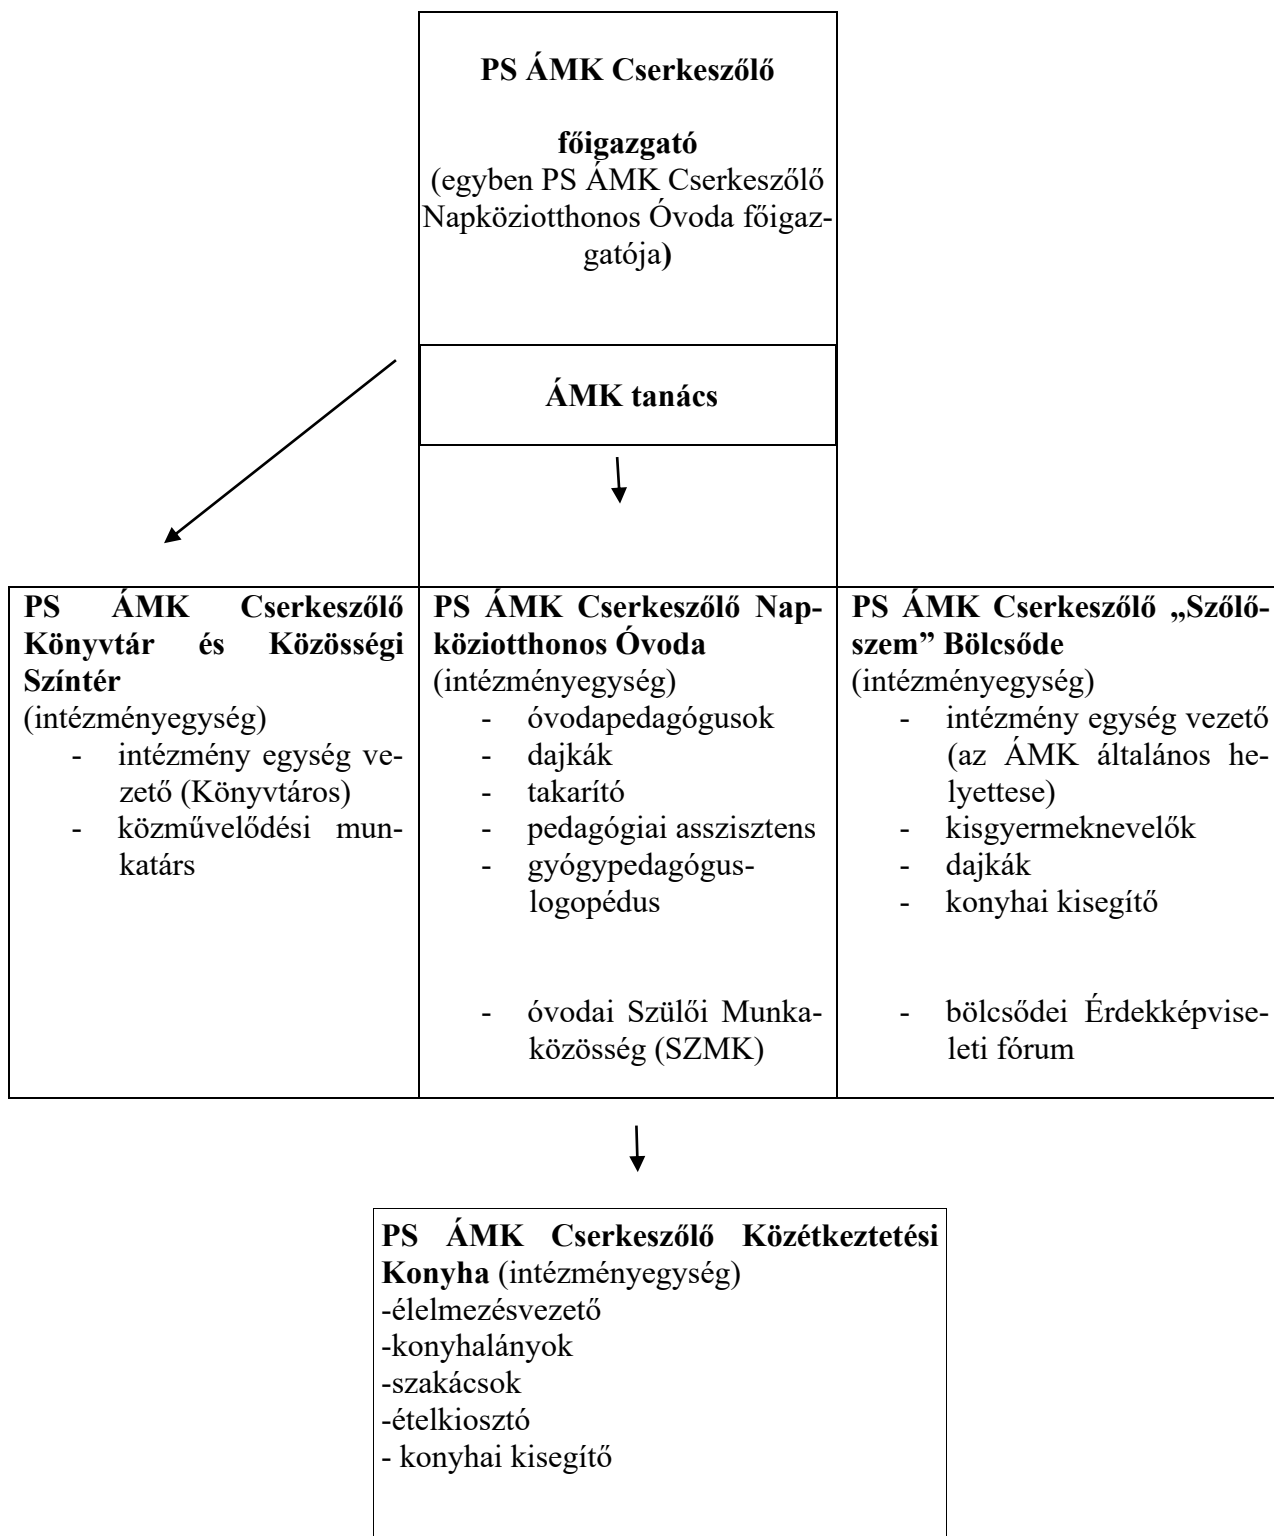 PS ÁMK Cserkeszőlő
főigazgató
(egyben PS ÁMK Cserkeszőlő
Napköziotthonos Óvoda főigaz-
gatója)
ÁMK tanács
PS ÁMK Cserkeszőlő
Könyvtár és Közösségi
Színtér
(intézményegység)
- intézmény egység ve-
zető (Könyvtáros)
- közművelődési mun-
katárs
PS ÁMK Cserkeszőlő Nap-
köziotthonos Óvoda
(intézményegység)
- óvodapedagógusok
- dajkák
- takarító
- pedagógiai asszisztens
- gyógypedagógus-
logopédus
- óvodai Szülői Munka-
közösség (SZMK)
PS ÁMK Cserkeszőlő „Szőlő-
szem” Bölcsőde
(intézményegység)
- intézmény egység vezető
(az ÁMK általános he-
lyettese)
- kisgyermeknevelők
- dajkák
- konyhai kisegítő
- bölcsődei Érdekképvise-
leti fórum
PS ÁMK Cserkeszőlő Közétkeztetési
Konyha (intézményegység)
-élelmezésvezető
-konyhalányok
-szakácsok
-ételkiosztó
- konyhai kisegítő